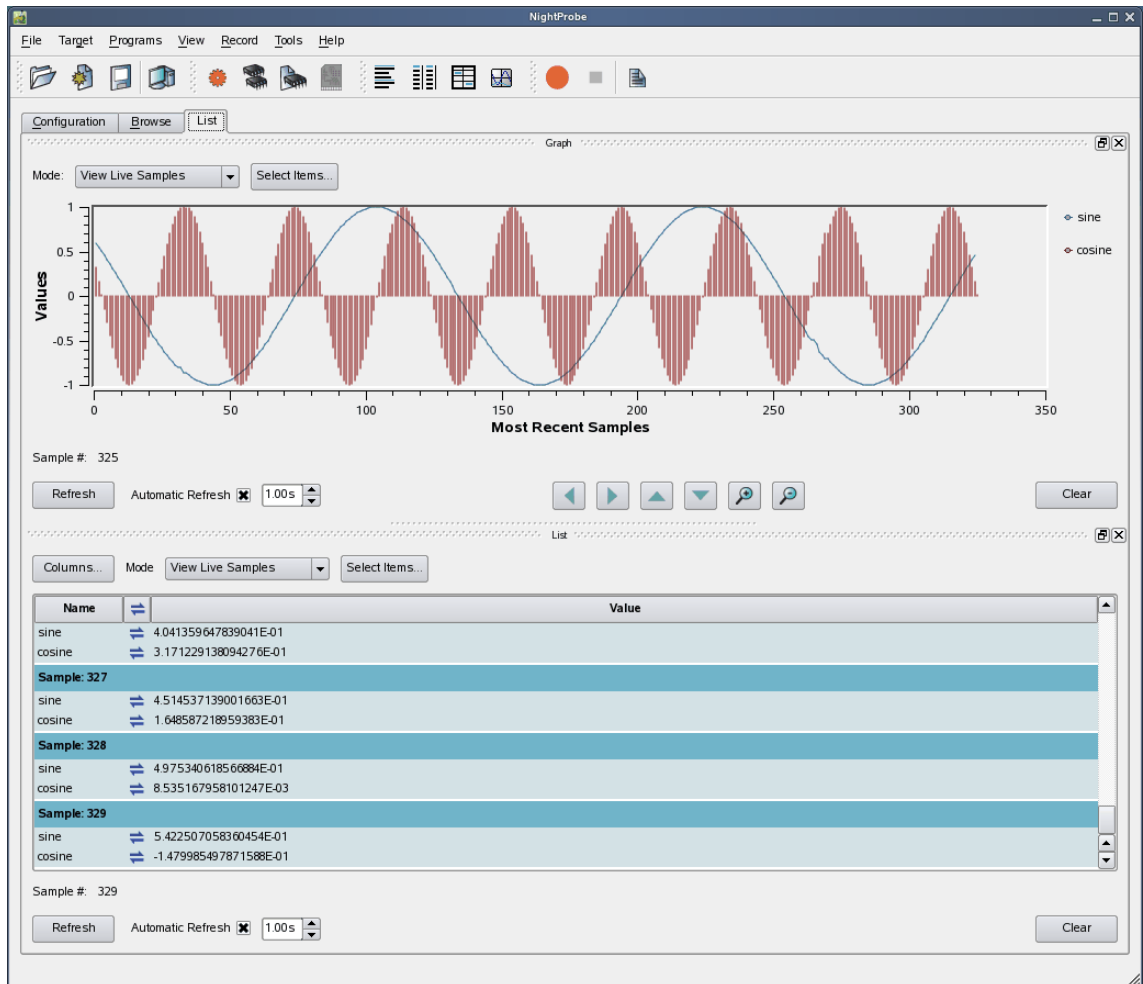 NightProbe
File Target Programs View Record Tools Help
Configuration Browse List
Graph
Mode: View Live Samples Select Items...
1
0.5
0
-0.5
-1
Values
sine
cosine
0 50 100 150 200 250 300 350
Most Recent Samples
Sample #: 325
Refresh Automatic Refresh 1.00s Clear
List
Columns... Mode View Live Samples Select Items...
Name Value
sine 4.041359647839041E-01
cosine 3.171229138094276E-01
Sample: 327
sine 4.514537139001663E-01
cosine 1.648587218959383E-01
Sample: 328
sine 4.975340618566884E-01
cosine 8.535167958101247E-03
Sample: 329
sine 5.422507058360454E-01
cosine -1.479985497871588E-01
Sample #: 329
Refresh Automatic Refresh 1.00s Clear